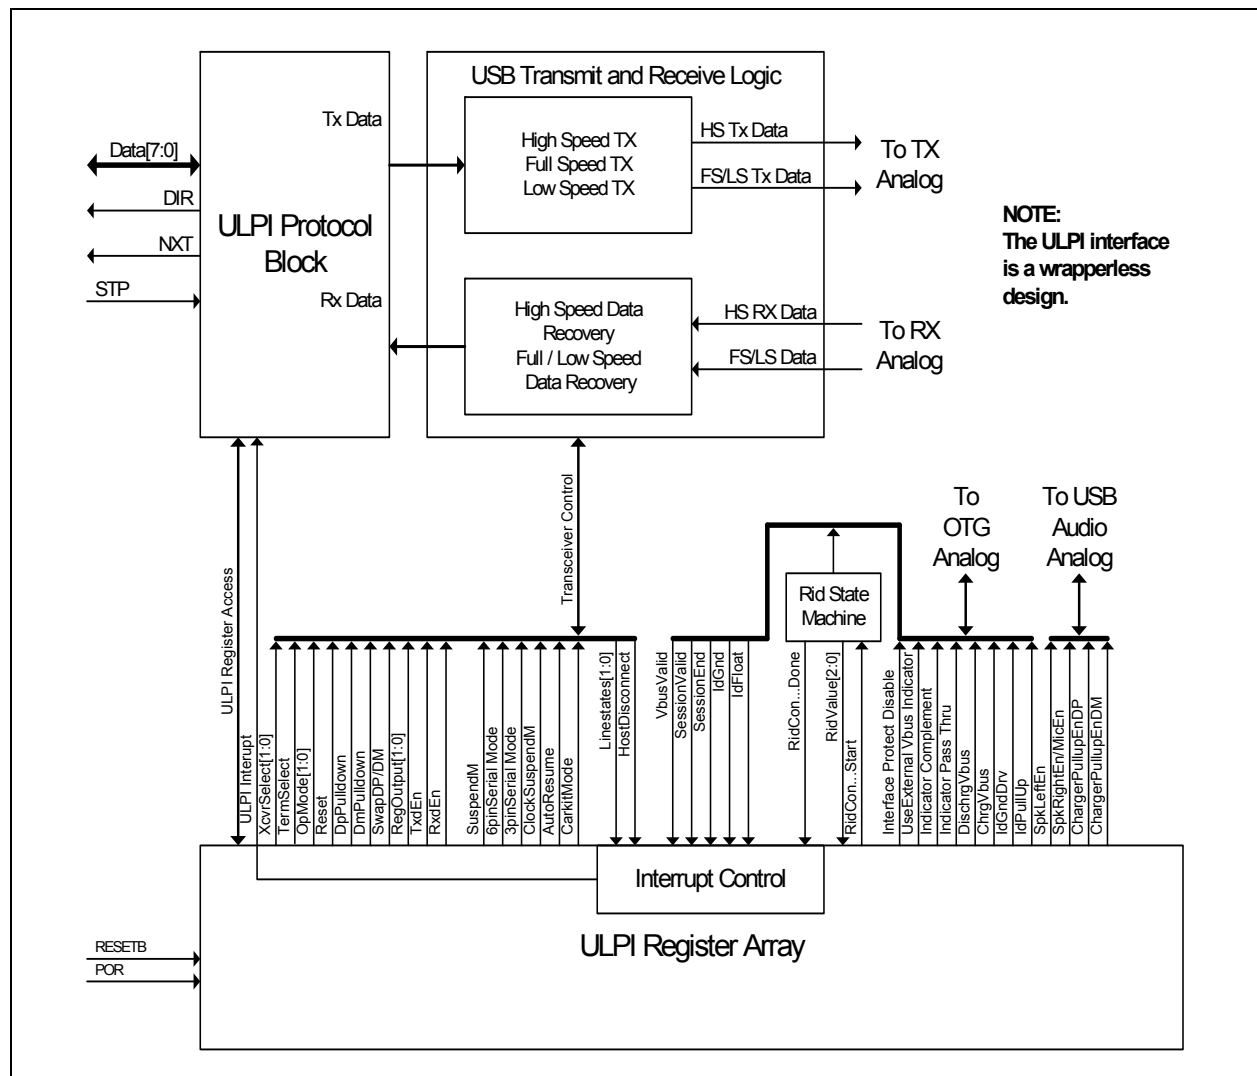 USB Transmit and Receive Logic
Tx Data
Data[7:0]
DIR
NXT
STP
ULPI Protocol
Block
Rx Data
High Speed TX
Full Speed TX
Low Speed TX
HS Tx Data
FS/LS Tx Data
To TX
Analog
High Speed Data
Recovery
Full / Low Speed
Data Recovery
HS RX Data
FS/LS Data
To RX
Analog
NOTE:
The ULPI interface
is a wrapperless
design.
ULPI Register Access
ULPI Interupt
Transceiver Control
XcvrSelect[1:0]
TermSelect
OpMode[1:0]
Reset
DpPulldown
DmPulldown
SwapDP/DM
RegOutput[1:0]
TxdEn
RxdEn
SuspendM
6pinSerial Mode
3pinSerial Mode
ClockSuspendM
AutoResume
CarkitMode
Linestates[1:0]
HostDisconnect
VbusValid
SessionValid
SessionEnd
IdGnd
IdFloat
Rid State
Machine
RidCon...Done
RidValue[2:0]
RidCon...Start
To
OTG
Analog
To USB
Audio
Analog
Interface Protect Disable
UseExternal Vbus Indicator
Indicator Complement
Indicator Pass Thru
DischrgVbus
ChrgVbus
IdGndDrv
IdPullUp
SpkLeftEn
SpkRightEn/MicEn
ChargerPullupEnDP
ChargerPullupEnDM
Interrupt Control
ULPI Register Array
RESETB
POR